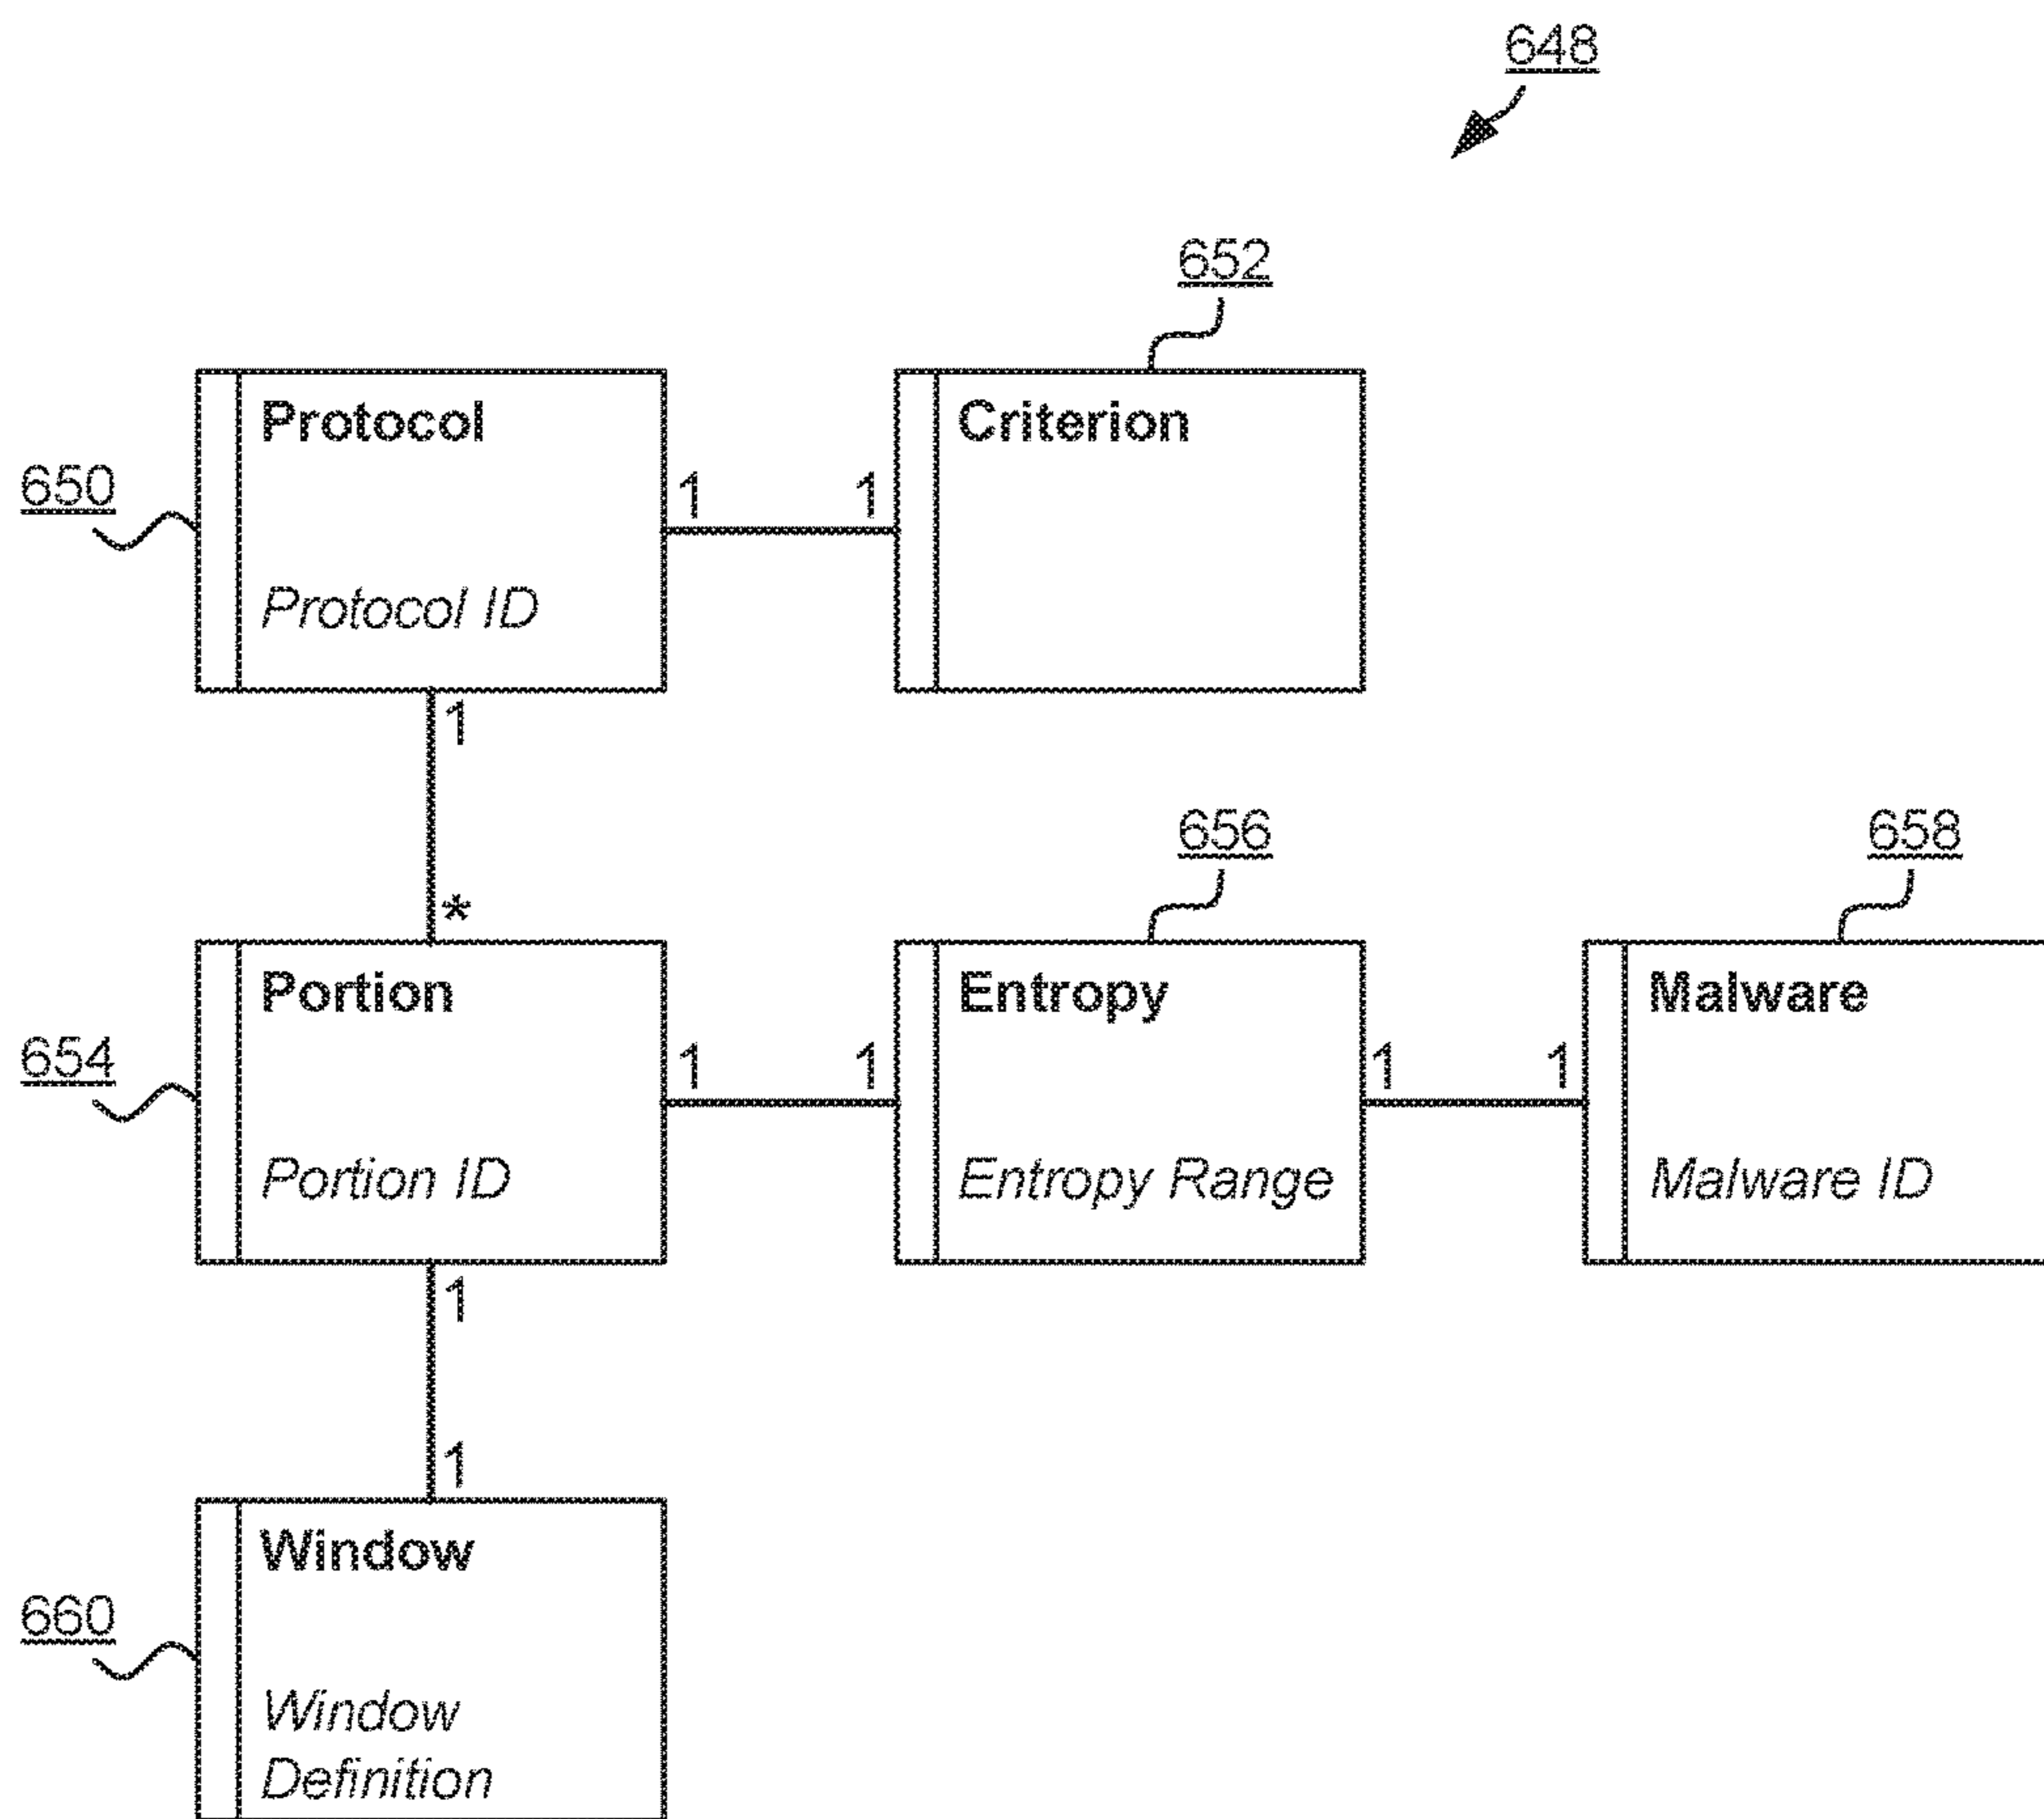 648
652
Protocol
Criterion
650
1 1
Protocol ID
1
656
658
*
Portion
Entropy
Malware
654
1 1 1 1
Portion ID
Entropy Range
Malware ID
1
1
Window
660
Window
Definition